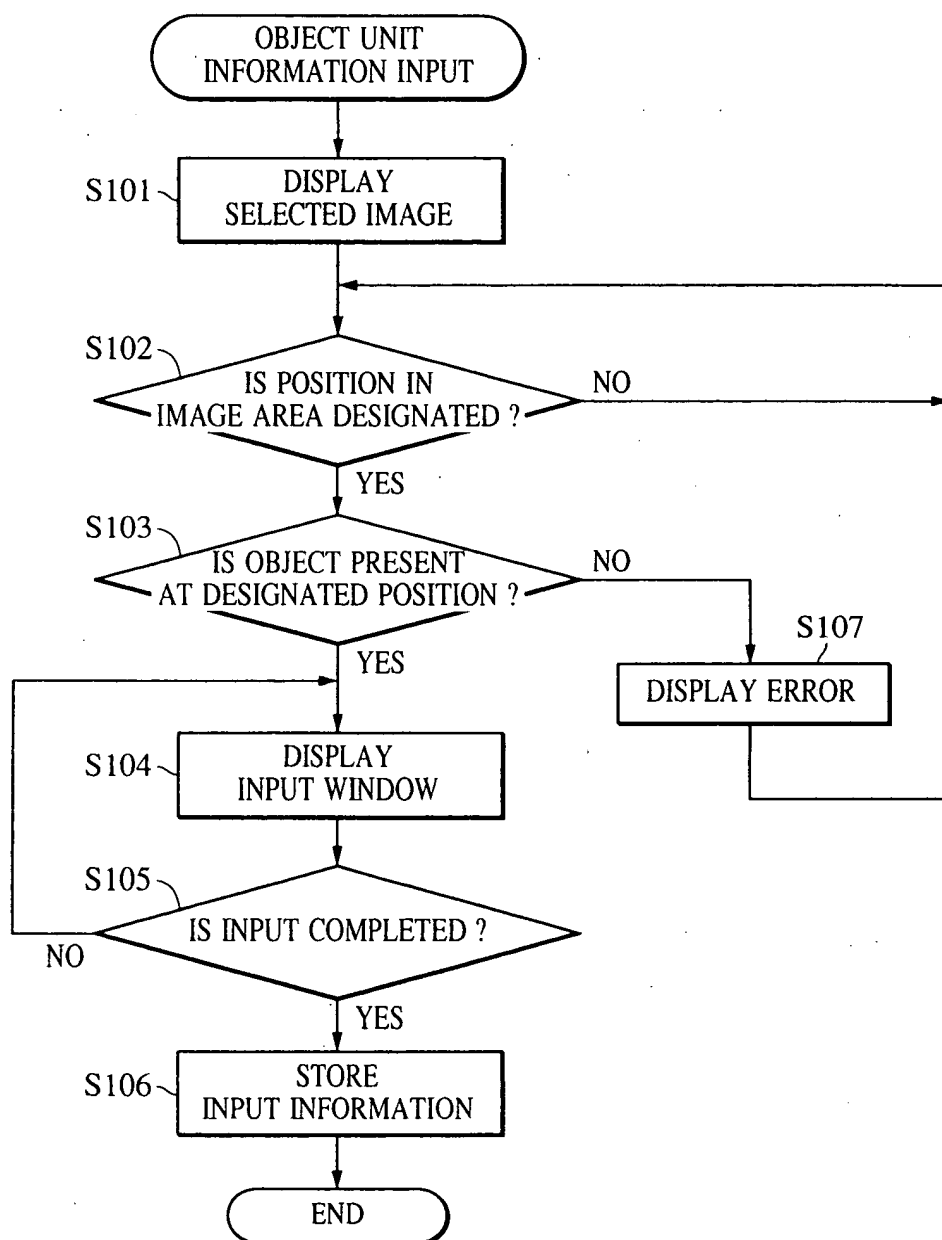 OBJECT UNIT
INFORMATION INPUT
S101
DISPLAY
SELECTED IMAGE
S102
IS POSITION IN
IMAGE AREA DESIGNATED ?
NO
YES
S103
IS OBJECT PRESENT
AT DESIGNATED POSITION ?
NO
YES
S107
DISPLAY ERROR
S104
DISPLAY
INPUT WINDOW
S105
IS INPUT COMPLETED ?
NO
YES
S106
STORE
INPUT INFORMATION
END